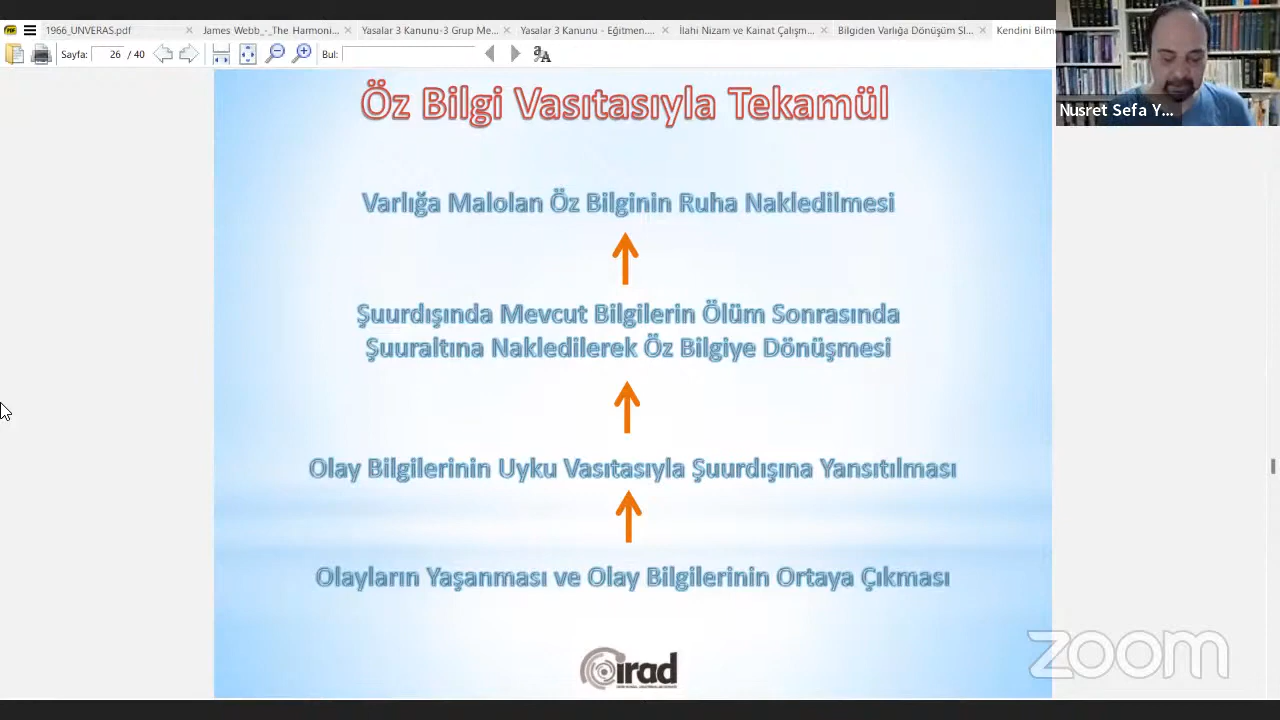 1966_UNVERAS.pdf
James Webb_-_The Harmoni...
Yasalar 3 Kanunu-3 Grup Me...
Yasalar 3 Kanunu - Eğitmen....
İlahi Nizam ve Kainat Çalışm...
Bilgiden Varlığa Dönüşüm Sl...
Kendini Bilm
Sayfa: 26 / 40
Bul:
Nusret Sefa Y...
Öz Bilgi Vasıtasıyla Tekamül
Varlığa Malolan Öz Bilginin Ruha Nakledilmesi
Şuurdışında Mevcut Bilgilerin Ölüm Sonrasında
Şuuraltına Nakledilerek Öz Bilgiye Dönüşmesi
Olay Bilgilerinin Uyku Vasıtasıyla Şuurdışına Yansıtılması
Olayların Yaşanması ve Olay Bilgilerinin Ortaya Çıkması
irad
zoom